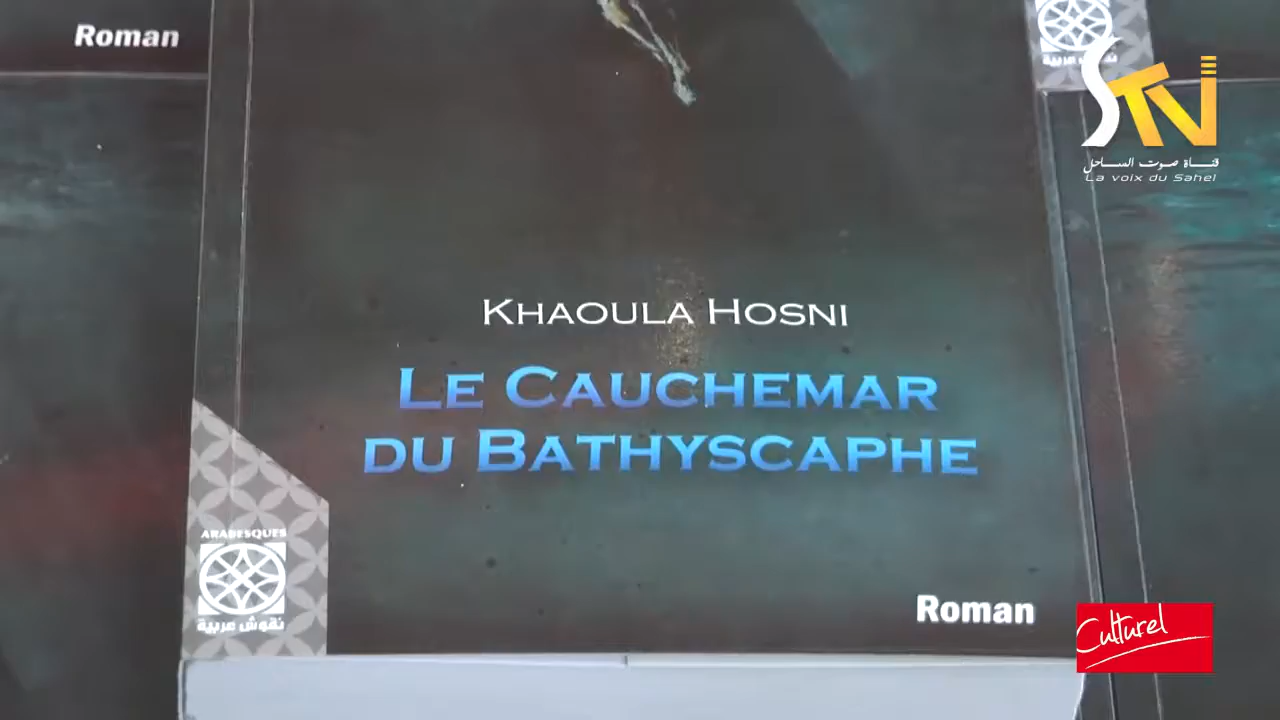 Roman
STV
قناة صوت الساحل
La voix du Sahel
KHAOULA HOSNI
LE CAUCHEMAR
DU BATHYSCAPHE
ARABESQUES
نقوش عربية
Roman
Culturel